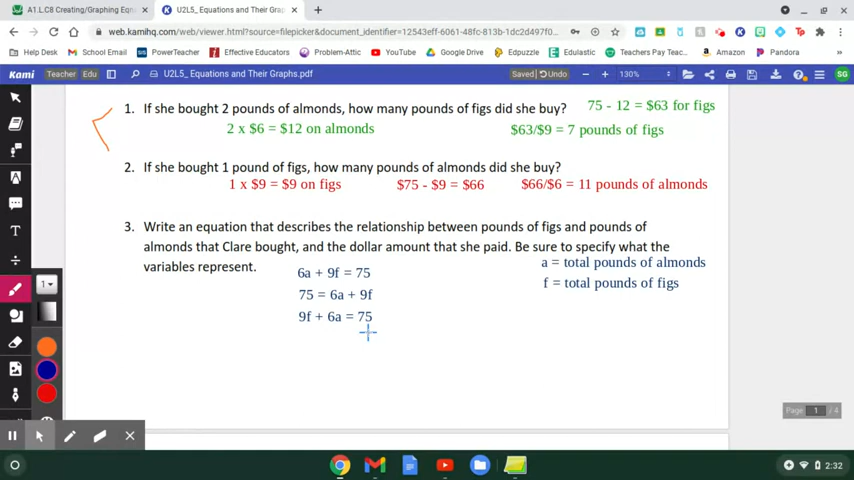 A1.LC8 Creating/Graphing Equat
U2L5_ Equations and Their Graphs
web.kamihq.com/web/viewer.html?source=filepicker&document_identifier=12543eff-6061-48fc-813b-1dc2d497f0...
Help Desk School Email SIS PowerTeacher Effective Educators Problem-Attic YouTube Google Drive Edpuzzle Edulastic Teachers Pay Teac... Amazon Pandora
Kami Teacher Edu U2L5_ Equations and Their Graphs.pdf Saved Undo 130% SG
1. If she bought 2 pounds of almonds, how many pounds of figs did she buy? 75 - 12 = $63 for figs
2 x $6 = $12 on almonds $63/$9 = 7 pounds of figs
2. If she bought 1 pound of figs, how many pounds of almonds did she buy?
1 x $9 = $9 on figs $75 - $9 = $66 $66/$6 = 11 pounds of almonds
3. Write an equation that describes the relationship between pounds of figs and pounds of
almonds that Clare bought, and the dollar amount that she paid. Be sure to specify what the
variables represent. a = total pounds of almonds
6a + 9f = 75 f = total pounds of figs
75 = 6a + 9f
9f + 6a = 75
1
Page 1 / 4
2:32